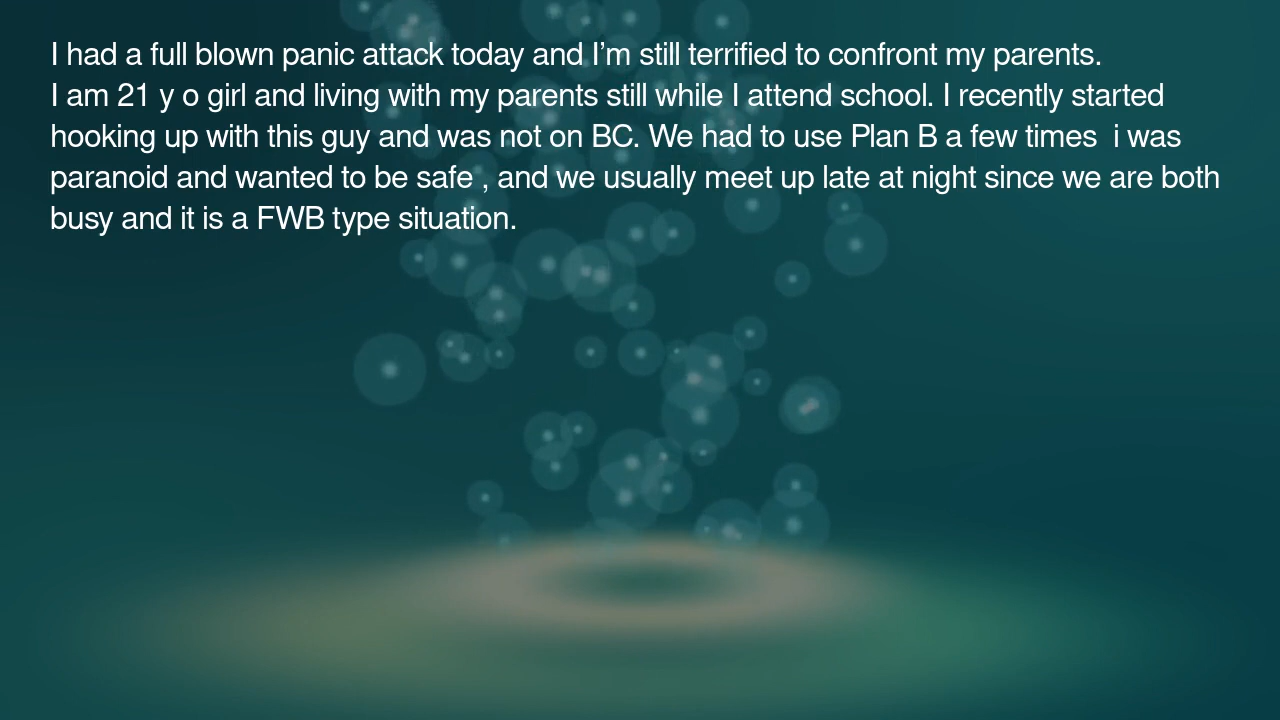 I had a full blown panic attack today and I’m still terrified to confront my parents.
I am 21 y o girl and living with my parents still while I attend school. I recently started
hooking up with this guy and was not on BC. We had to use Plan B a few times  i was
paranoid and wanted to be safe , and we usually meet up late at night since we are both
busy and it is a FWB type situation.